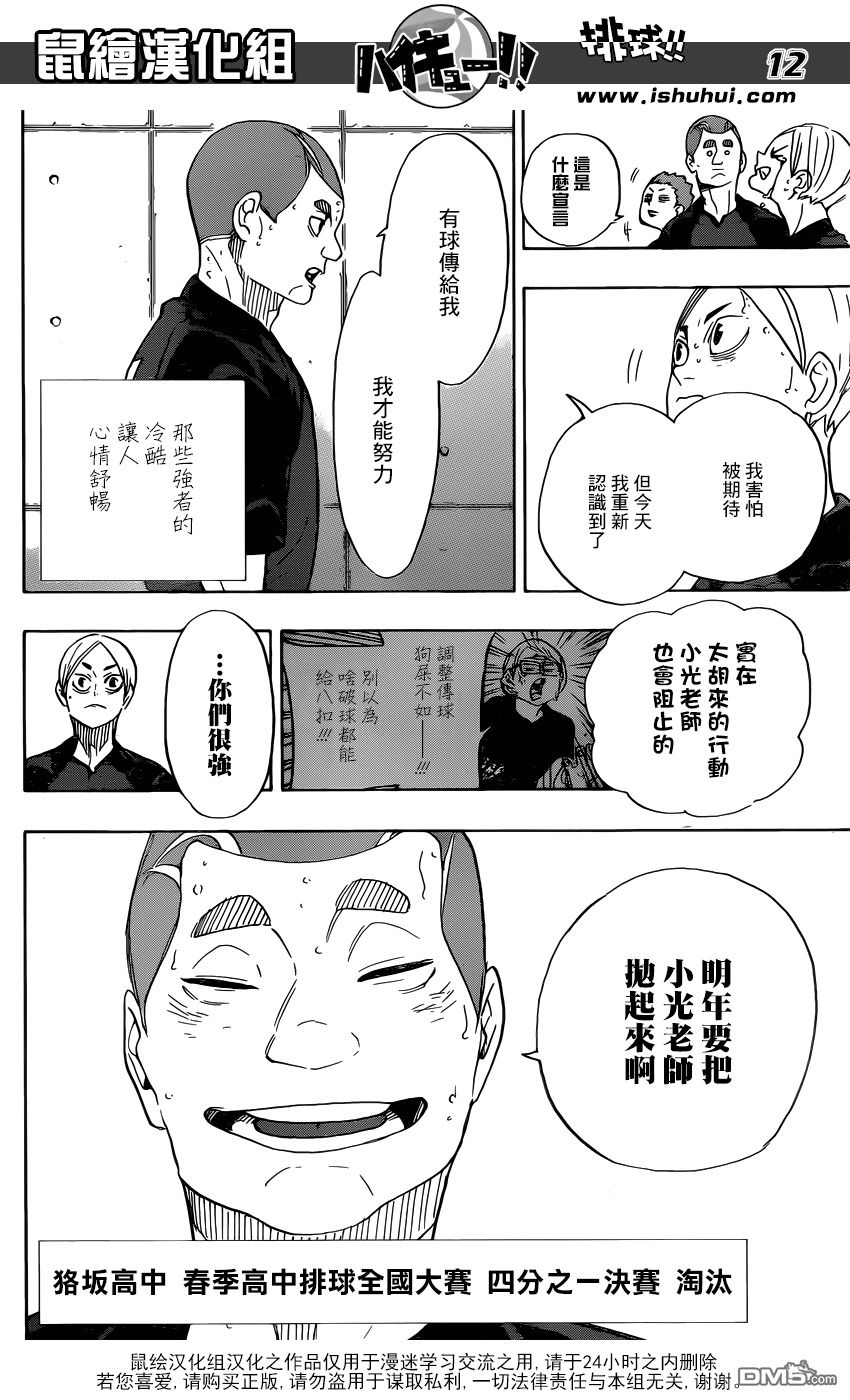 鼠繪漢化組
ハイキュー!!
排球!!
12
www.ishuhui.com
這是
什麼宣言
有球傳給我
我才能努力
那些強者的
冷酷
讓人
心情舒暢
我害怕
被期待
但今天
我重新
認識到了
實在
太胡來的行動
小光老師
也會阻止的
調整傳球
狗屎不如——!!!
別以為
啥破球都能
給八扣!!!
…你們很強
明年要把
小光老師
拋起來啊
狢坂高中 春季高中排球全國大賽 四分之一決賽 淘汰
鼠绘汉化组汉化之作品仅用于漫迷学习交流之用,请于24小时之内删除
若您喜爱,请购买正版,请勿盗用于谋取私利,一切法律责任与本组无关,谢谢。
DM5.com